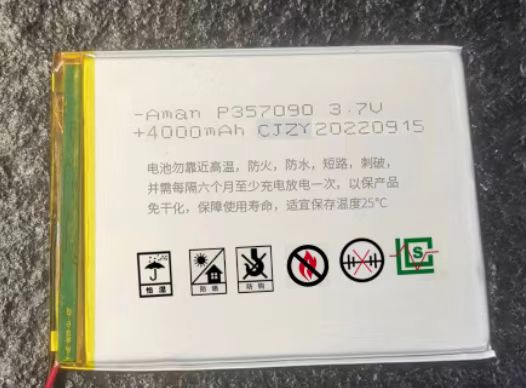 -Aman P357090 3.7V
+4000mAh CJZY 20220915
电池勿靠近高温，防火，防水，短路，刺破，
并需每隔六个月至少充电放电一次，以保产品
免干化，保障使用寿命，适宜保存温度25℃
怕湿 防晒 防钩
S